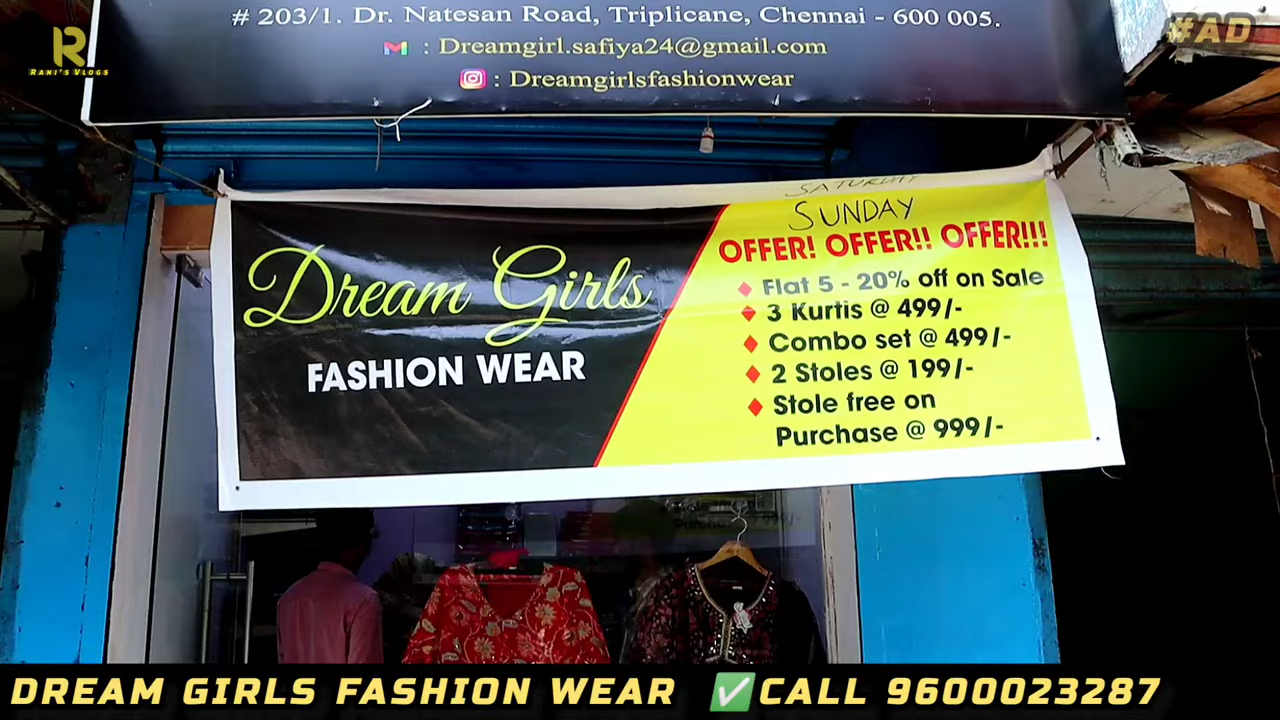 # 203/1. Dr. Natesan Road, Triplicane, Chennai - 600 005.
: Dreamgirl.safiya24@gmail.com
: Dreamgirlsfashionwear
R
RANI'S VLOGS
#AD
Dream Girls
FASHION WEAR
SATURDAY
SUNDAY
OFFER! OFFER!! OFFER!!!
Flat 5 - 20% off on Sale
3 Kurtis @ 499/-
Combo set @ 499/-
2 Stoles @ 199/-
Stole free on
Purchase @ 999/-
DREAM GIRLS FASHION WEAR ✅CALL 9600023287